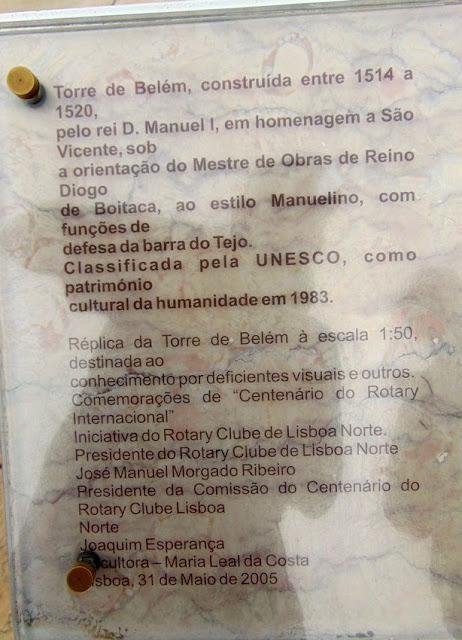 Torre de Belém, construída entre 1514 a
1520,
pelo rei D. Manuel I, em homenagem a São
Vicente, sob
a orientação do Mestre de Obras de Reino
Diogo
de Boitaca, ao estilo Manuelino, com
funções de
defesa da barra do Tejo.
Classificada pela UNESCO, como
património
cultural da humanidade em 1983.
Réplica da Torre de Belém à escala 1:50,
destinada ao
conhecimento por deficientes visuais e outros.
Comemorações de “Centenário do Rotary
Internacional”
Iniciativa do Rotary Clube de Lisboa Norte.
Presidente do Rotary Clube de Lisboa Norte
José Manuel Morgado Ribeiro
Presidente da Comissão do Centenário do
Rotary Clube Lisboa
Norte
Joaquim Esperança
– Maria Leal da Costa
31 de Maio de 2005